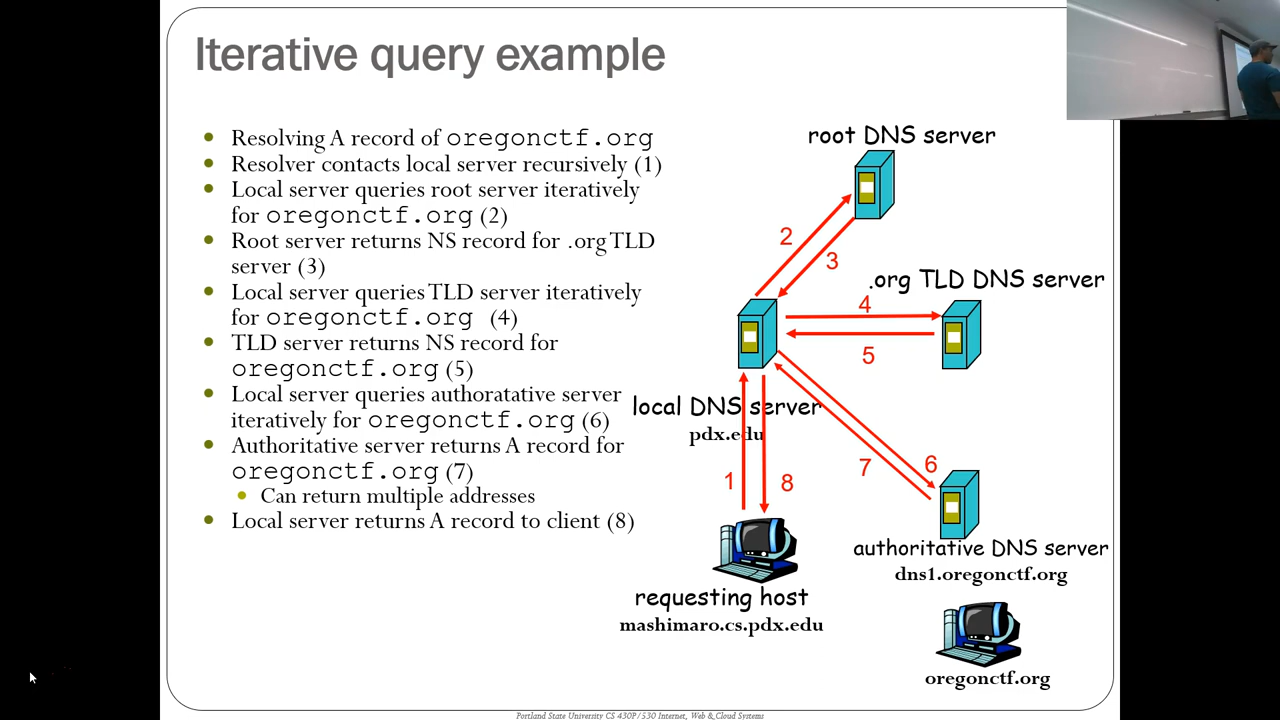 Iterative query example
Resolving A record of oregonctf.org
Resolver contacts local server recursively (1)
Local server queries root server iteratively
for oregonctf.org (2)
Root server returns NS record for .org TLD
server (3)
Local server queries TLD server iteratively
for oregonctf.org (4)
TLD server returns NS record for
oregonctf.org (5)
Local server queries authoratative server
iteratively for oregonctf.org (6)
Authoritative server returns A record for
oregonctf.org (7)
Can return multiple addresses
Local server returns A record to client (8)
root DNS server
2
3
.org TLD DNS server
4
5
local DNS server
pdx.edu
1
8
7
6
authoritative DNS server
dns1.oregonctf.org
requesting host
mashimaro.cs.pdx.edu
oregonctf.org
Portland State University CS 430P/530 Internet, Web & Cloud Systems